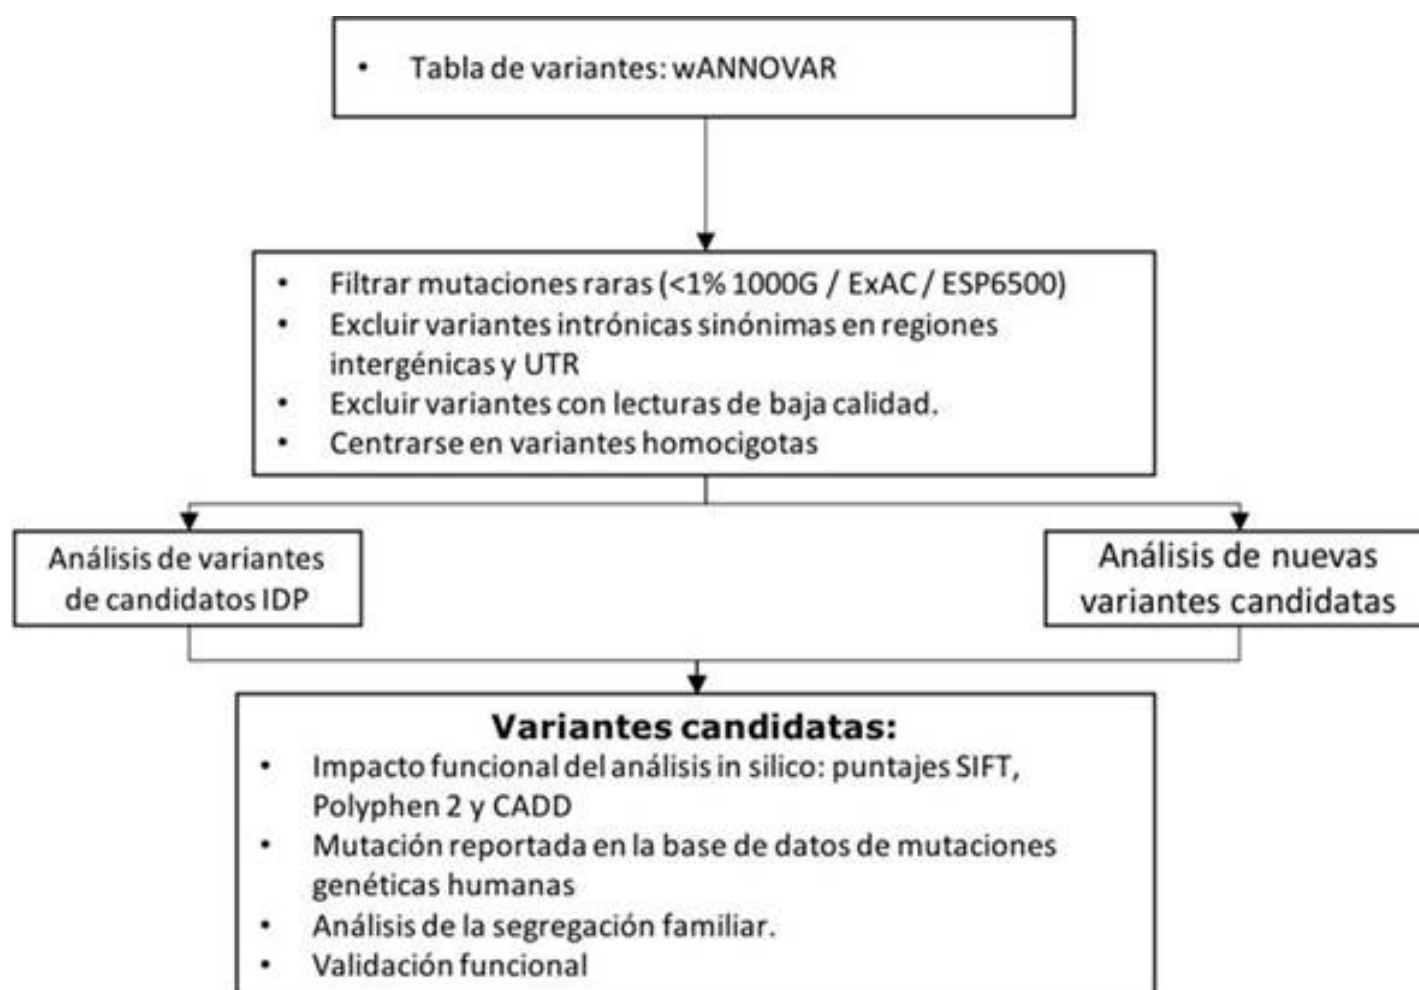 • Tabla de variantes: wANNOVAR
• Filtrar mutaciones raras (<1% 1000G / ExAC / ESP6500)
• Excluir variantes intrónicas sinónimas en regiones
intergénicas y UTR
• Excluir variantes con lecturas de baja calidad.
• Centrarse en variantes homocigotas
Análisis de variantes
de candidatos IDP
Análisis de nuevas
variantes candidatas
Variantes candidatas:
• Impacto funcional del análisis in silico: puntajes SIFT,
Polyphen 2 y CADD
• Mutación reportada en la base de datos de mutaciones
genéticas humanas
• Análisis de la segregación familiar.
• Validación funcional